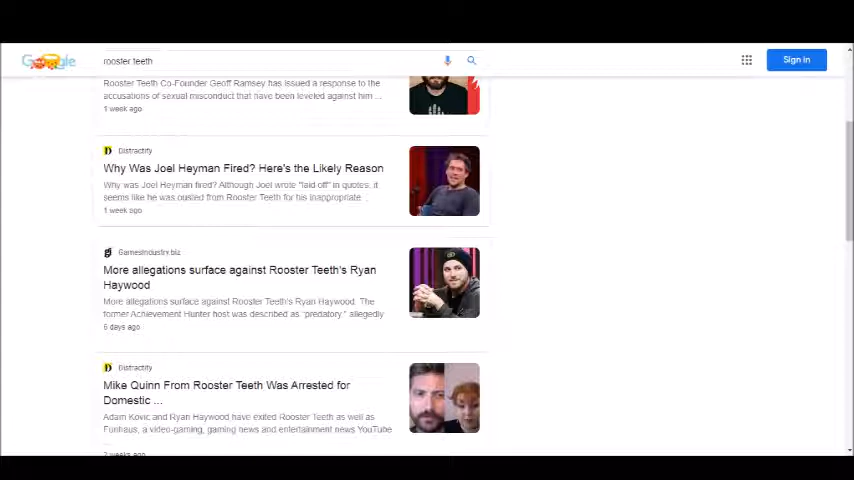 Google
rooster teeth
Sign in
Rooster Teeth Co-Founder Geoff Ramsey has issued a response to the
accusations of sexual misconduct that have been leveled against him ...
1 week ago
Distractify
Why Was Joel Heyman Fired? Here's the Likely Reason
Why was Joel Heyman fired? Although Joel wrote "laid off" in quotes, it
seems like he was ousted from Rooster Teeth for his inappropriate...
1 week ago
GamesIndustry.biz
More allegations surface against Rooster Teeth's Ryan
Haywood
More allegations surface against Rooster Teeth's Ryan Haywood. The
former Achievement Hunter host was described as "predatory," allegedly
6 days ago
Distractify
Mike Quinn From Rooster Teeth Was Arrested for
Domestic ...
Adam Kovic and Ryan Haywood have exited Rooster Teeth as well as
Funhaus, a video-gaming, gaming news and entertainment news YouTube
...
2 weeks ago